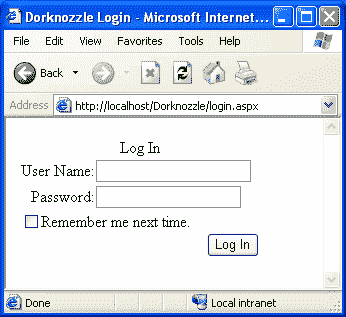 Dorknozzle Login - Microsoft Internet...
File Edit View Favorites Tools Help
Back
Address http://localhost/Dorknozzle/login.aspx
Log In
User Name:
Password:
Remember me next time.
Log In
Done Local intranet